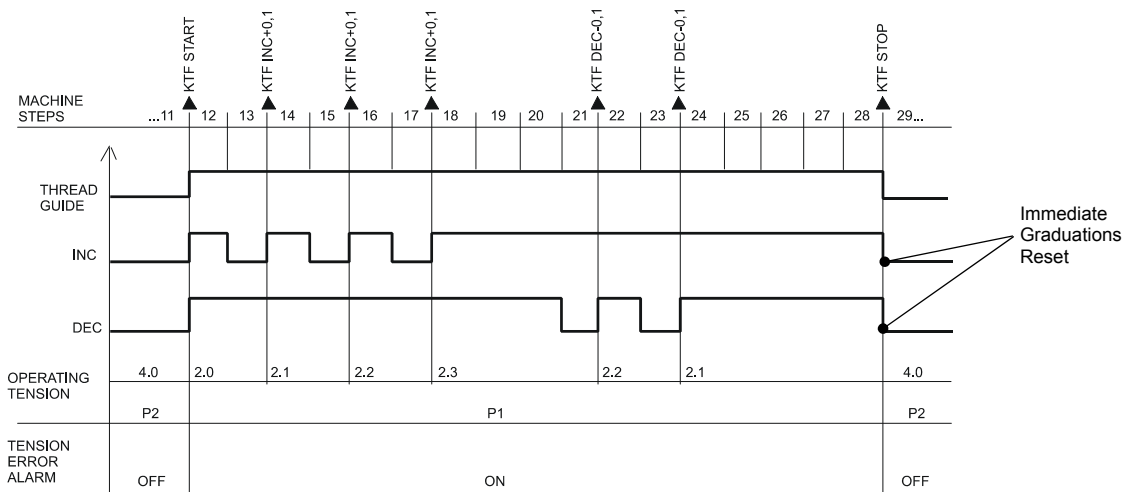 KTF START
KTF INC+0,1
KTF INC+0,1
KTF INC+0,1
KTF DEC-0,1
KTF DEC-0,1
KTF STOP
MACHINE
STEPS
...11 12 13 14 15 16 17 18 19 20 21 22 23 24 25 26 27 28 29...
THREAD
GUIDE
INC
DEC
Immediate
Graduations
Reset
OPERATING
TENSION
4.0 2.0 2.1 2.2 2.3 2.2 2.1 4.0
P2 P1 P2
TENSION
ERROR
ALARM
OFF ON OFF